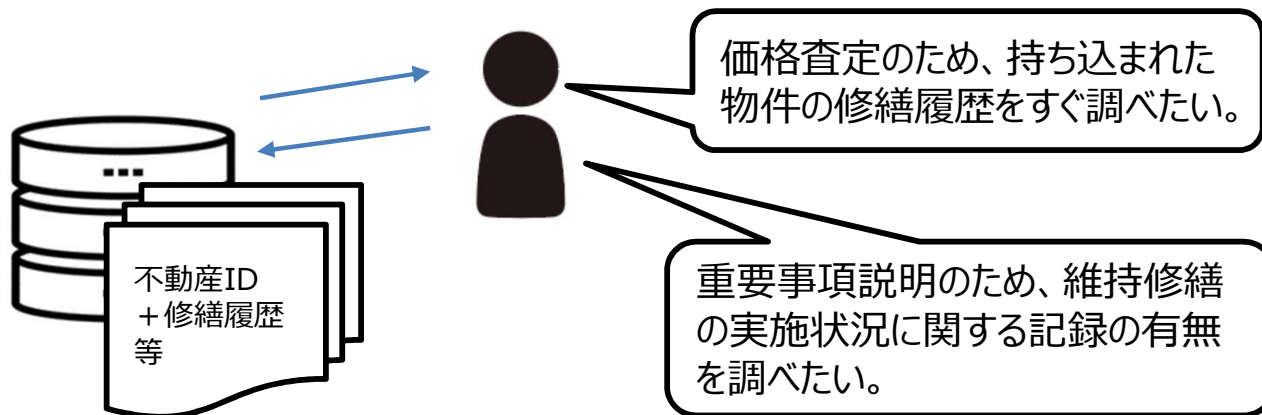 価格査定のため、持ち込まれた
物件の修繕履歴をすぐ調べたい。
不動産ID
＋修繕履歴
等
重要事項説明のため、維持修繕
の実施状況に関する記録の有無
を調べたい。